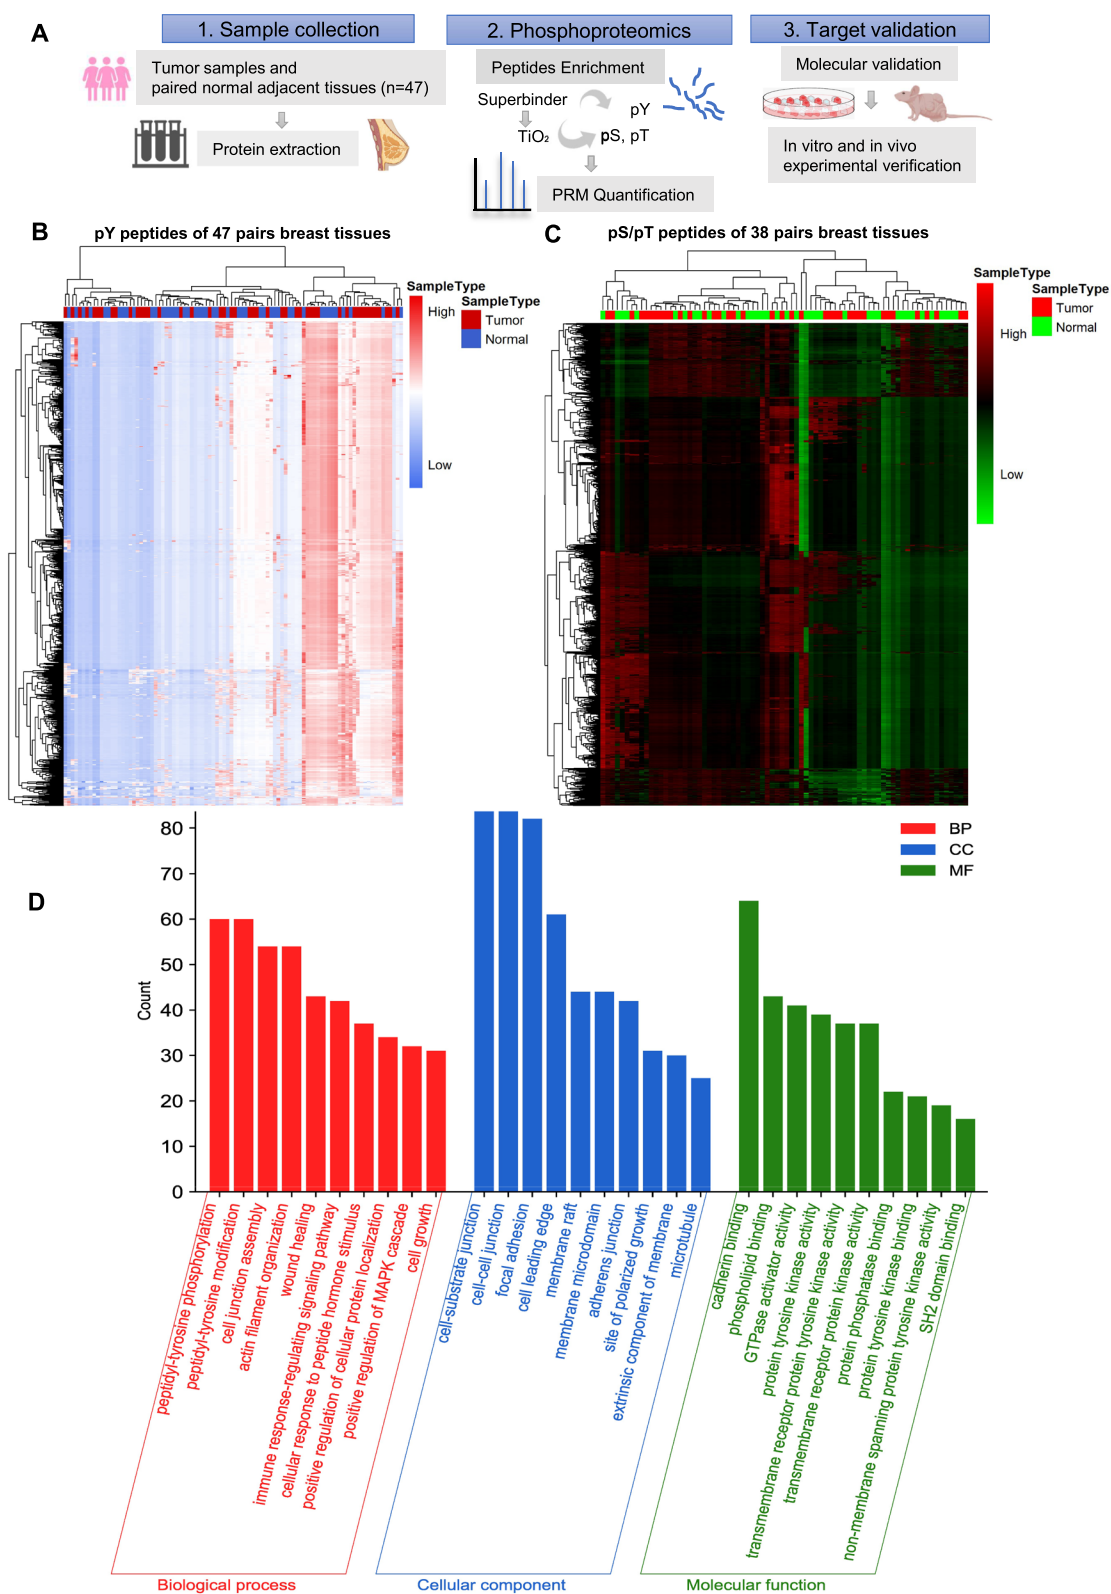 A
1. Sample collection
2. Phosphoproteomics
3. Target validation
Tumor samples and
paired normal adjacent tissues (n=47)
Protein extraction
Peptides Enrichment
Superbinder
pY
TiO₂
pS, pT
PRM Quantification
Molecular validation
In vitro and in vivo
experimental verification
B
pY peptides of 47 pairs breast tissues
SampleType
High
Low
SampleType
Tumor
Normal
C
pS/pT peptides of 38 pairs breast tissues
SampleType
High
Low
SampleType
Tumor
Normal
D
BP
CC
MF
Count
80
70
60
50
40
30
20
10
0
peptidyl-tyrosine phosphorylation
peptidyl-tyrosine modification
cell junction assembly
actin filament organization
wound healing
immune response-regulating signaling pathway
cellular response to peptide hormone stimulus
positive regulation of cellular protein localization
positive regulation of MAPK cascade
cell growth
cell-substrate junction
cell-cell junction
focal adhesion
cell leading edge
membrane raft
membrane microdomain
adherens junction
site of polarized growth
extrinsic component of membrane
microtubule
cadherin binding
phospholipid binding
GTPase activator activity
protein tyrosine kinase activity
transmembrane receptor protein tyrosine kinase activity
transmembrane receptor protein kinase activity
protein phosphatase binding
protein tyrosine kinase binding
non-membrane spanning protein tyrosine kinase activity
SH2 domain binding
Biological process
Cellular component
Molecular function